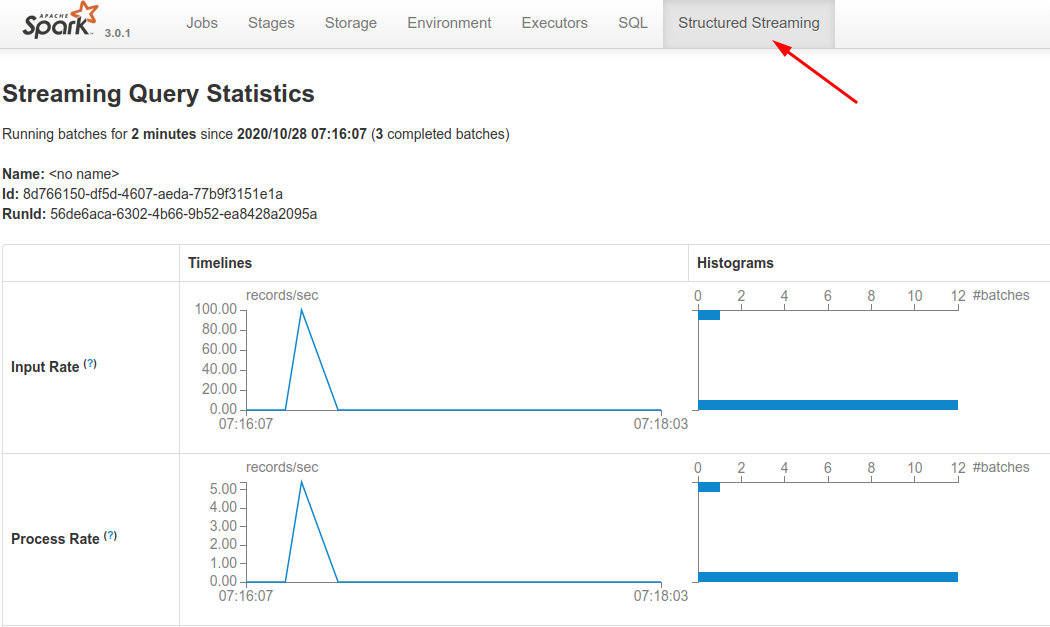 APACHE
Spark™ 3.0.1 Jobs Stages Storage Environment Executors SQL Structured Streaming
Streaming Query Statistics
Running batches for 2 minutes since 2020/10/28 07:16:07 (3 completed batches)
Name: <no name>
Id: 8d766150-df5d-4607-aeda-77b9f3151e1a
RunId: 56de6aca-6302-4b66-9b52-ea8428a2095a
Timelines Histograms
Input Rate (?)
records/sec
100.00
80.00
60.00
40.00
20.00
0.00
07:16:07 07:18:03
0 2 4 6 8 10 12 #batches
Process Rate (?)
records/sec
5.00
4.00
3.00
2.00
1.00
0.00
07:16:07 07:18:03
0 2 4 6 8 10 12 #batches